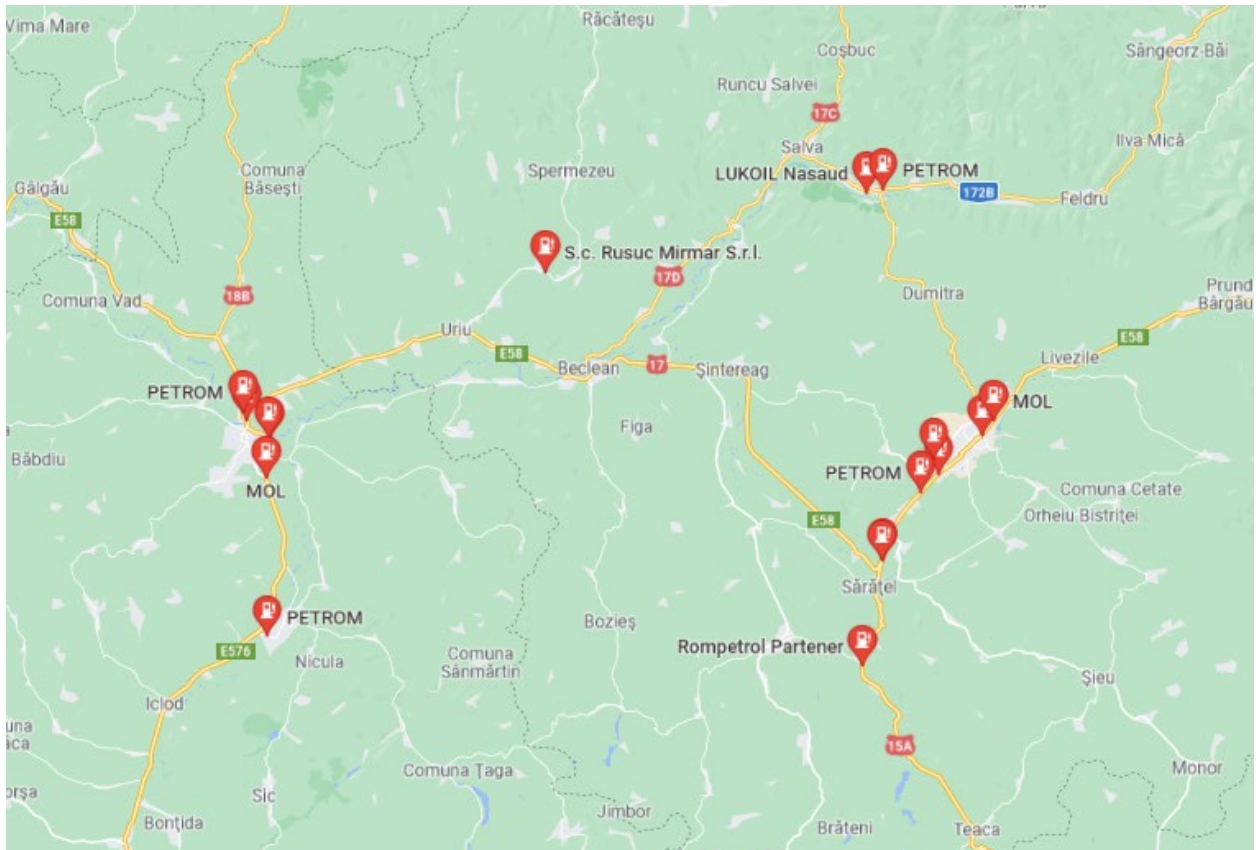 Vima Mare
Răcăteșu
Coșbuc
Sângeorz-Băi
Runcu Salvei
17C
Salva
Ilva Mică
Comuna
Băsești
Spermezeu
LUKOIL Nasaud
PETROM
Gâlgău
172B
Feldru
E58
S.c. Rusuc Mirmar S.r.l.
17D
Dumitra
Prund
Bârgău
Comuna Vad
18B
Uriu
E58
Livezile
E58
Beclean
17
Șintereag
PETROM
MOL
Figa
Băbdiu
PETROM
MOL
Comuna Cetate
Orheiu Bistriței
E58
Sărățel
PETROM
Bozieș
Rompetrol Partener
E576
Nicula
Comuna
Sânmărtin
Șieu
Iclod
una
15A
Comuna Țaga
Monor
Sic
Jimbor
Bonțida
Brăteni
Teaca